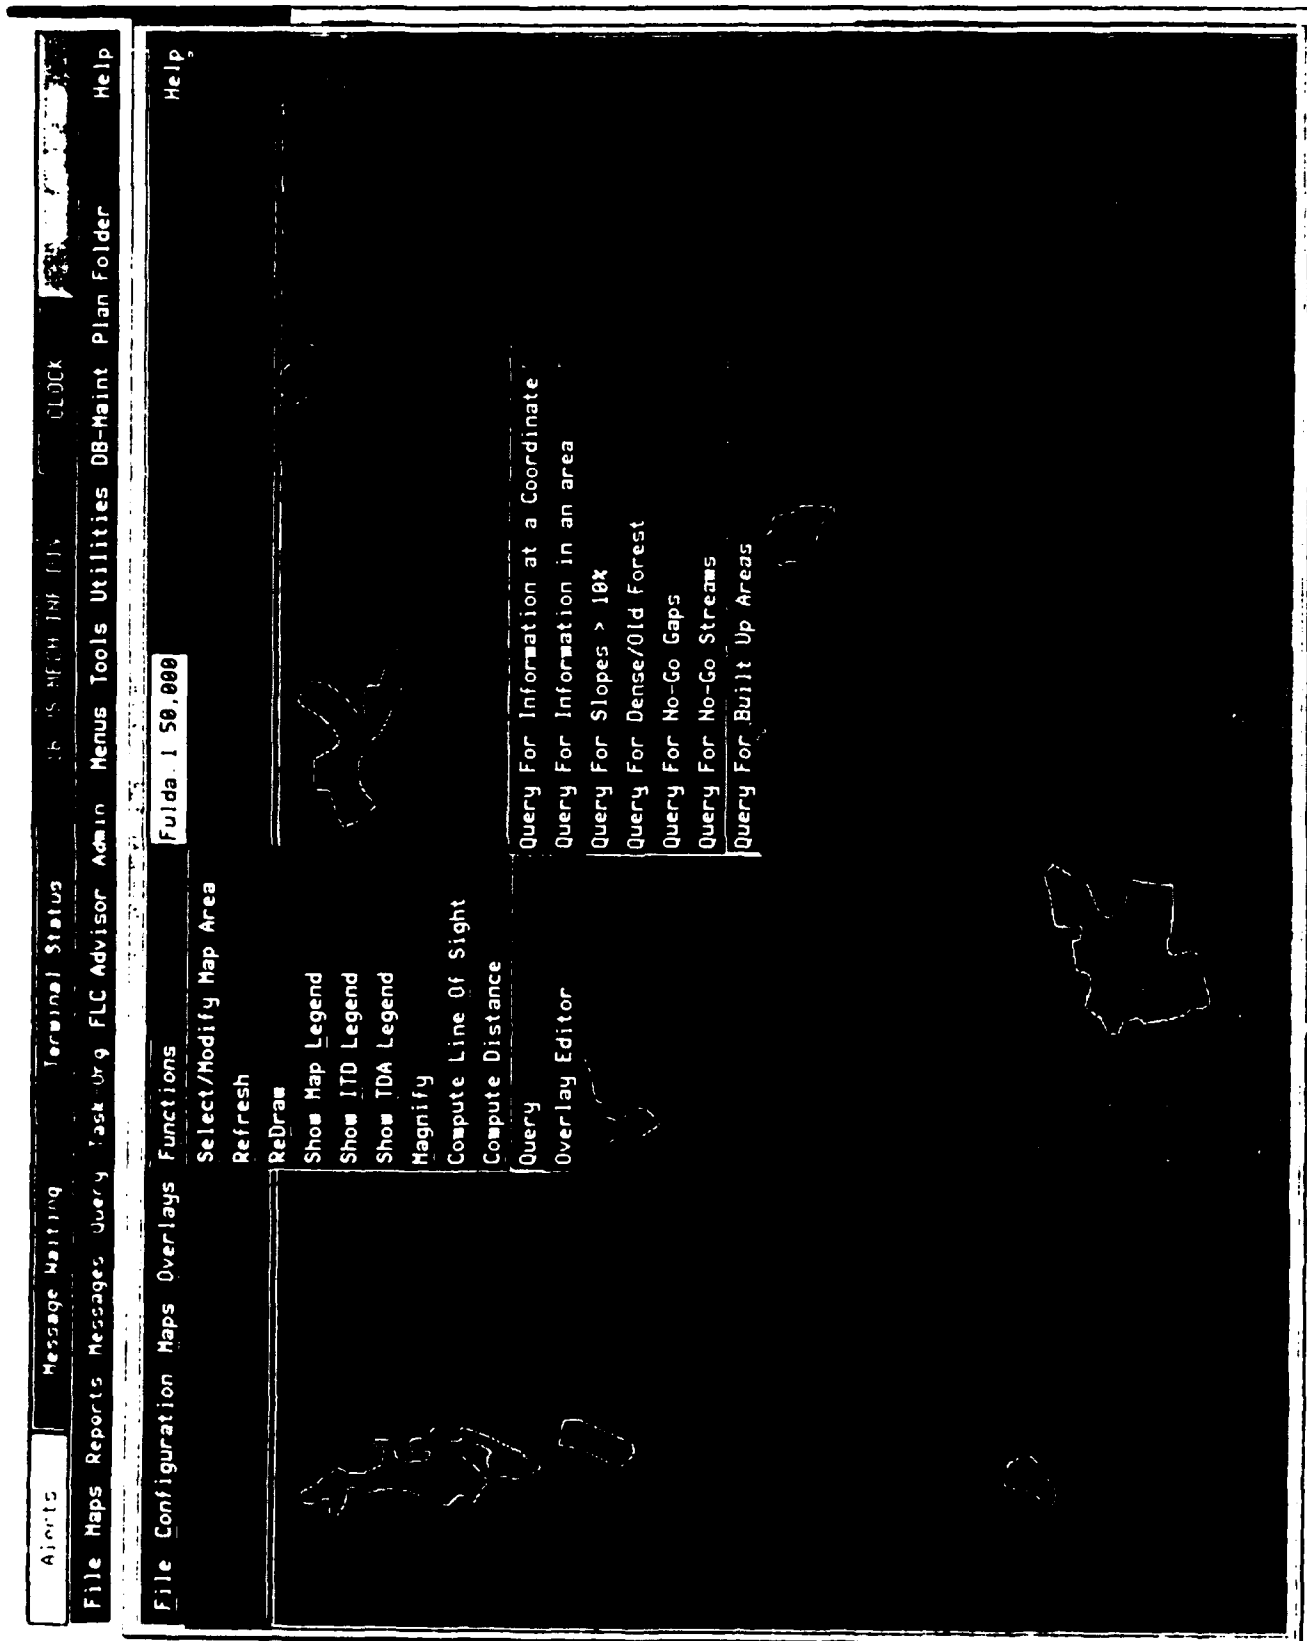 Alerts Message Waiting Terminal Status CLOCK
File Maps Reports Messages Query Task Org FLC Advisor Admin Menus Tools Utilities DB-Maint Plan Folder Help
File Configuration Maps Overlays Functions Fulda.1 50,000 Help
Select/Modify Map Area
Refresh
ReDraw
Show Map Legend
Show ITD Legend
Show TDA Legend
Magnify
Compute Line Of Sight
Compute Distance
Query
Overlay Editor
Query For Information at a Coordinate
Query For Information in an area
Query For Slopes > 10%
Query For Dense/Old Forest
Query For No-Go Gaps
Query For No-Go Streams
Query For Built Up Areas